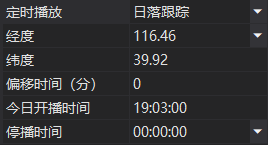 定时播放 日落跟踪
经度 116.46
纬度 39.92
偏移时间（分） 0
今日开播时间 19:03:00
停播时间 00:00:00